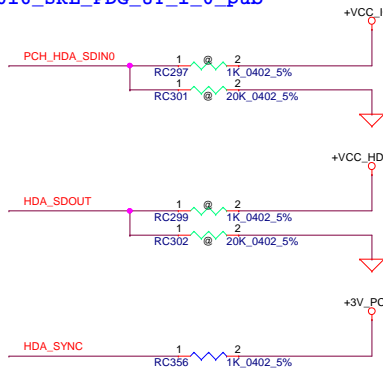 PCH_HDA_SDIN0
1 @ 2
RC297 1K_0402_5%
1 2
RC301 @ 20K_0402_5%
HDA_SDOUT
1 @ 2
RC299 1K_0402_5%
1 2
RC302 @ 20K_0402_5%
+3V_PC
HDA_SYNC
1 2
RC356 1K_0402_5%